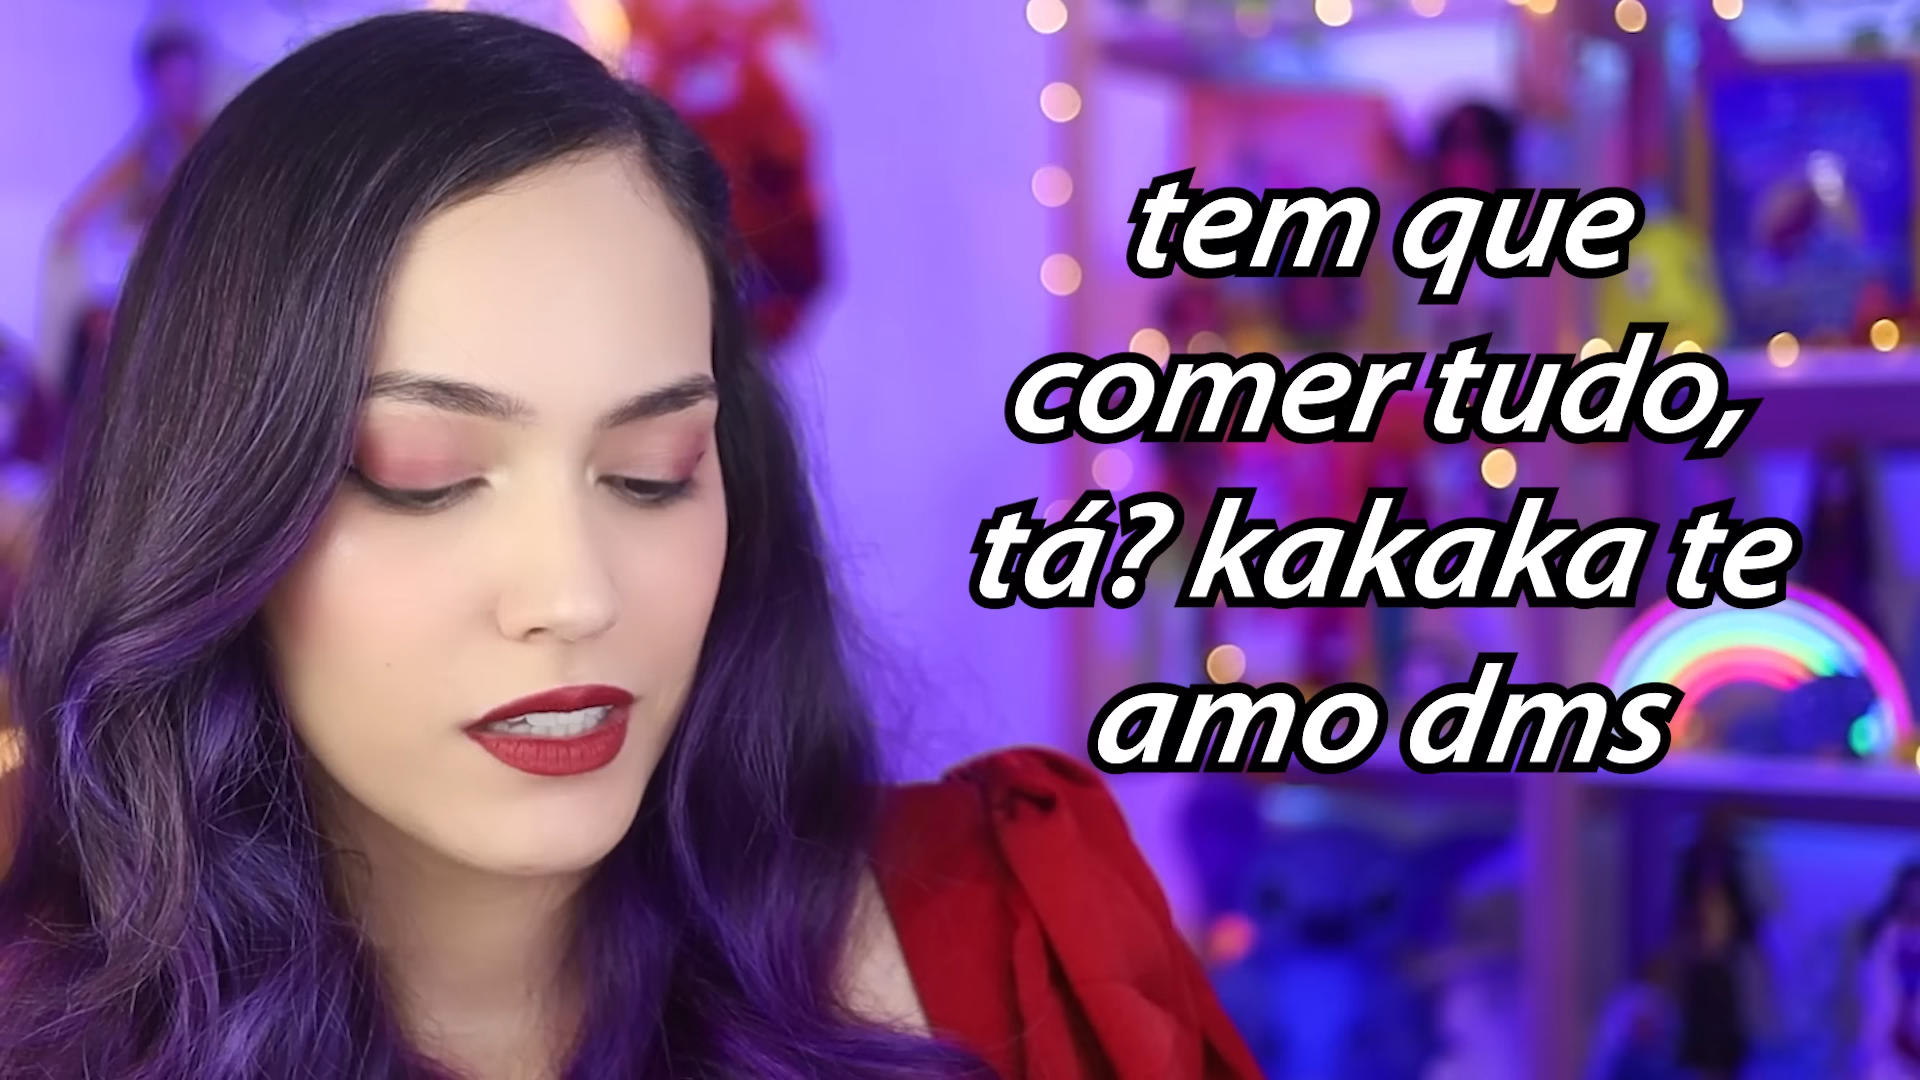 tem que
comer tudo,
tá? kakaka te
amo dms